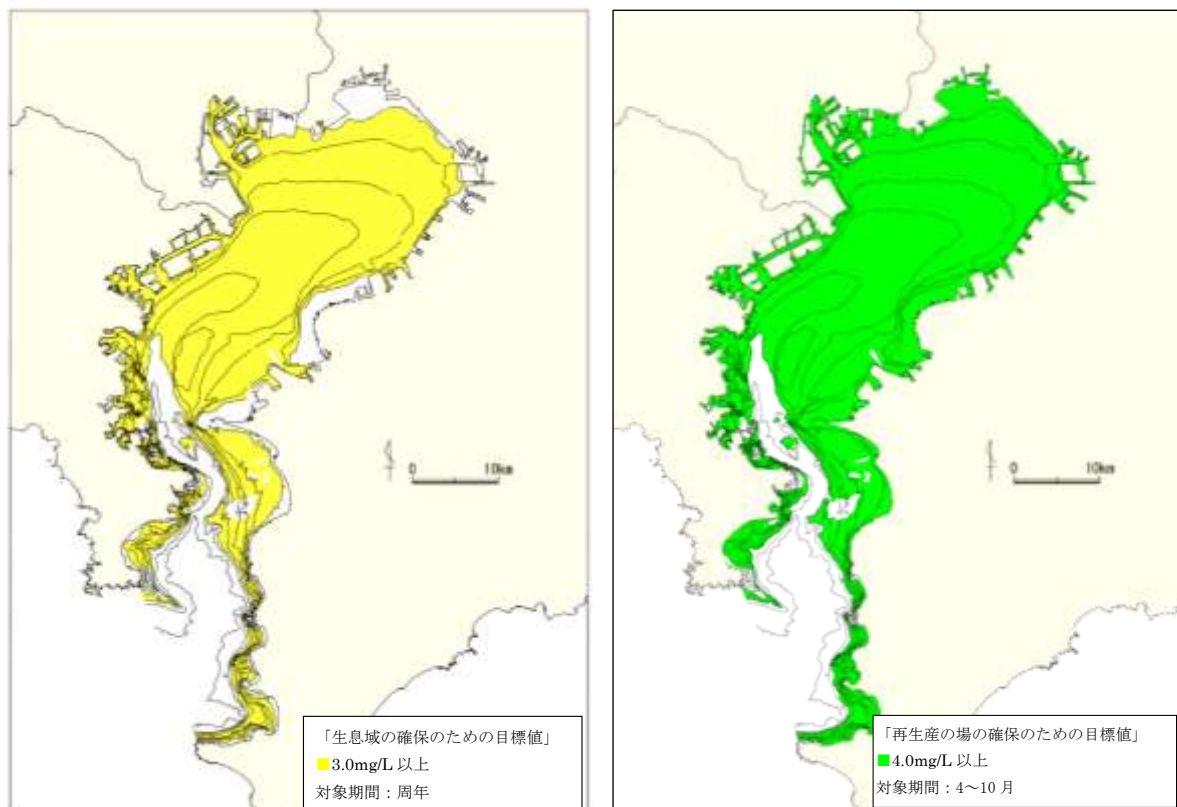 0 10km
「生息域の確保のための目標値」
■3.0mg/L 以上
対象期間：周年
0 10km
「再生産の場の確保のための目標値」
■4.0mg/L 以上
対象期間：4～10 月